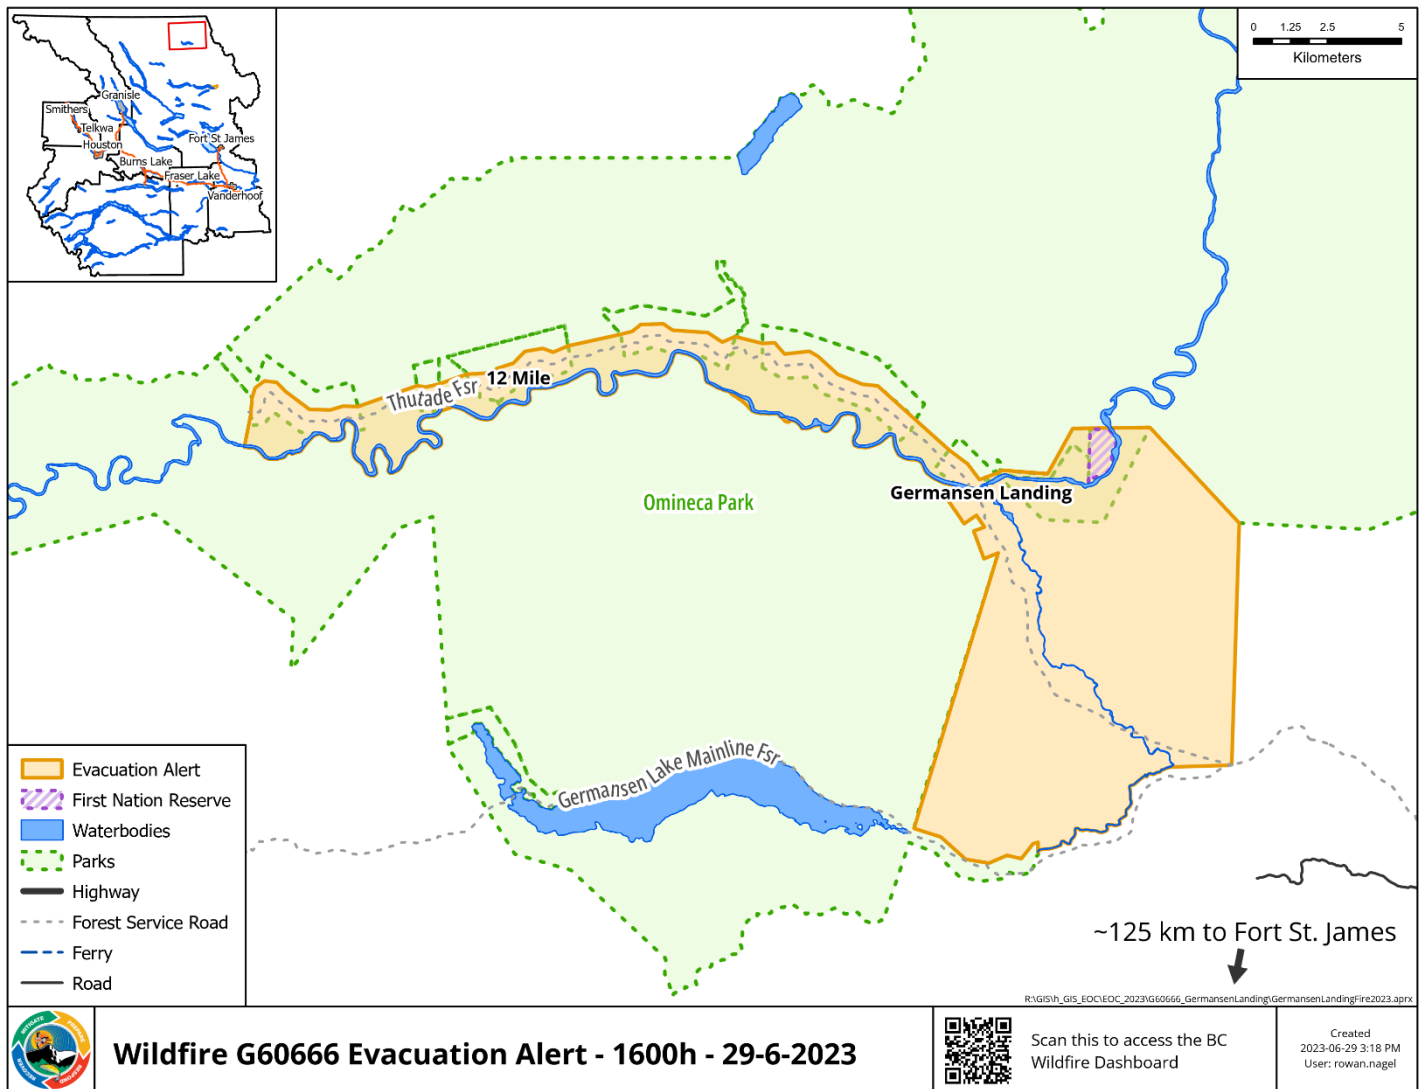 Granisle
Smithers
Telkwa
Houston
Burns Lake
Fort St James
Fraser Lake
Vanderhoof
0 1.25 2.5 5
Kilometers
Thutade Fsr
12 Mile
Germansen Landing
Omineca Park
Germansen Lake Mainline Fsr
Evacuation Alert
First Nation Reserve
Waterbodies
Parks
Highway
Forest Service Road
Ferry
Road
~125 km to Fort St. James
R:\GIS\h_GIS_EOC\EOC_2023\G60666_GermansenLanding\GermansenLandingFire2023.aprx
MITIGATE
PREPARE
RESPOND
RECOVER
Wildfire G60666 Evacuation Alert - 1600h - 29-6-2023
Scan this to access the BC
Wildfire Dashboard
Created
2023-06-29 3:18 PM
User: rowan.nagel